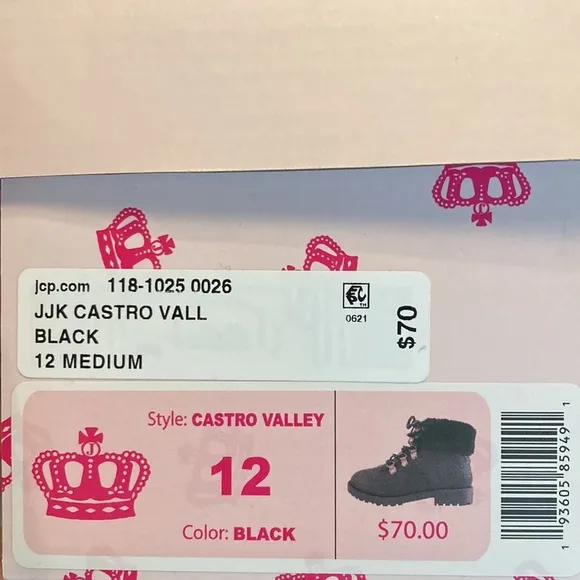 jcp.com 118-1025 0026
JJK CASTRO VALL
BLACK
12 MEDIUM
0621
$70
Style: CASTRO VALLEY
12
Color: BLACK
J
$70.00
1 93605 85949 1